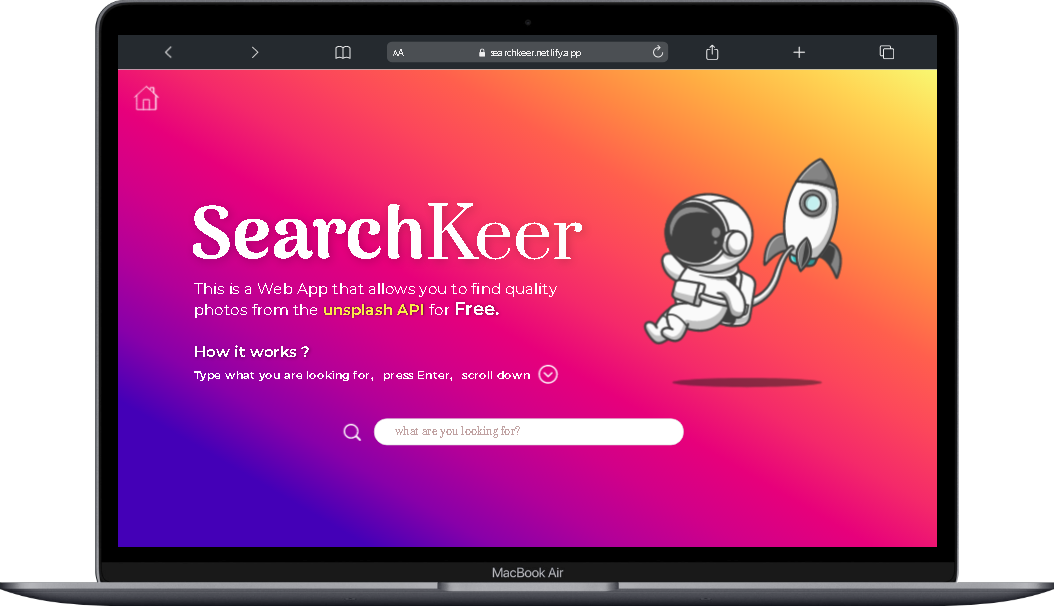 AA searchkeer.netlify.app
SearchKeer
This is a Web App that allows you to find quality
photos from the unsplash API for Free.
How it works ?
Type what you are looking for, press Enter, scroll down
what are you looking for?
MacBook Air